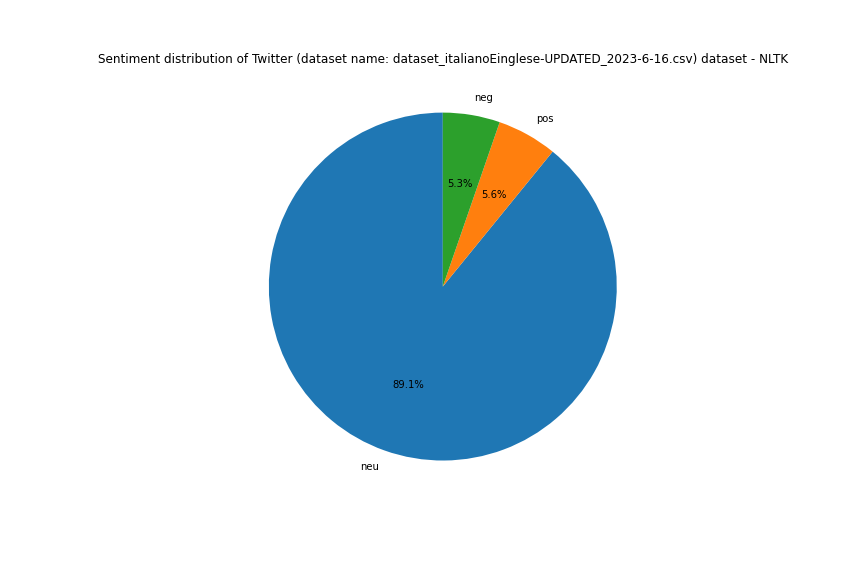 Sentiment distribution of Twitter (dataset name: dataset_italianoEinglese-UPDATED_2023-6-16.csv) dataset - NLTK
neg
pos
5.3%
5.6%
89.1%
neu